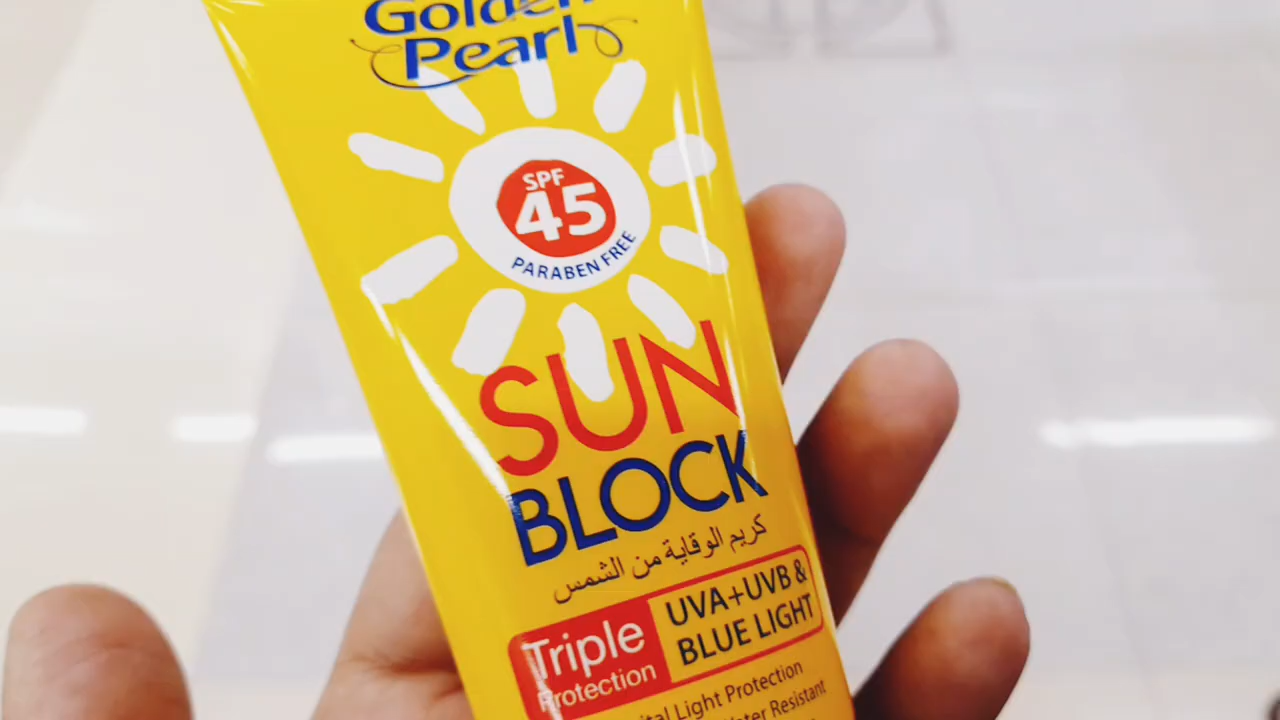 Golden
Pearl
SPF
45
PARABEN FREE
SUN
BLOCK
كريم الوقاية من الشمس
Triple
Protection
UVA+UVB &
BLUE LIGHT
Light Protection
Water Resistant